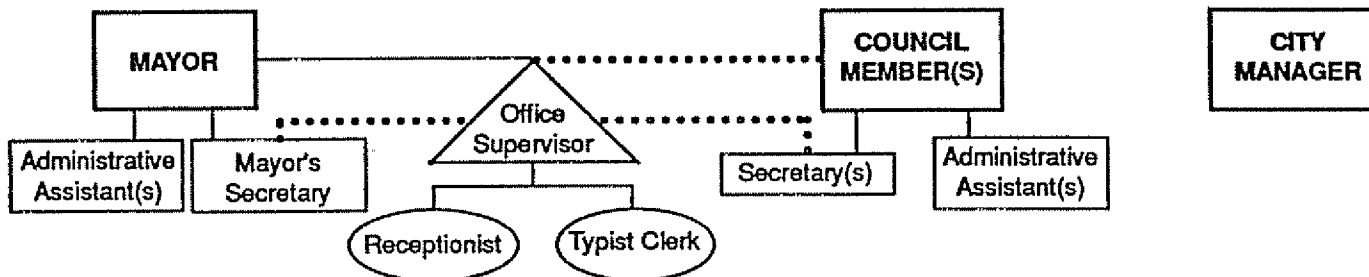 MAYOR
COUNCIL
MEMBER(S)
CITY
MANAGER
Office
Supervisor
Administrative
Assistant(s)
Mayor's
Secretary
Secretary(s)
Administrative
Assistant(s)
Receptionist
Typist Clerk